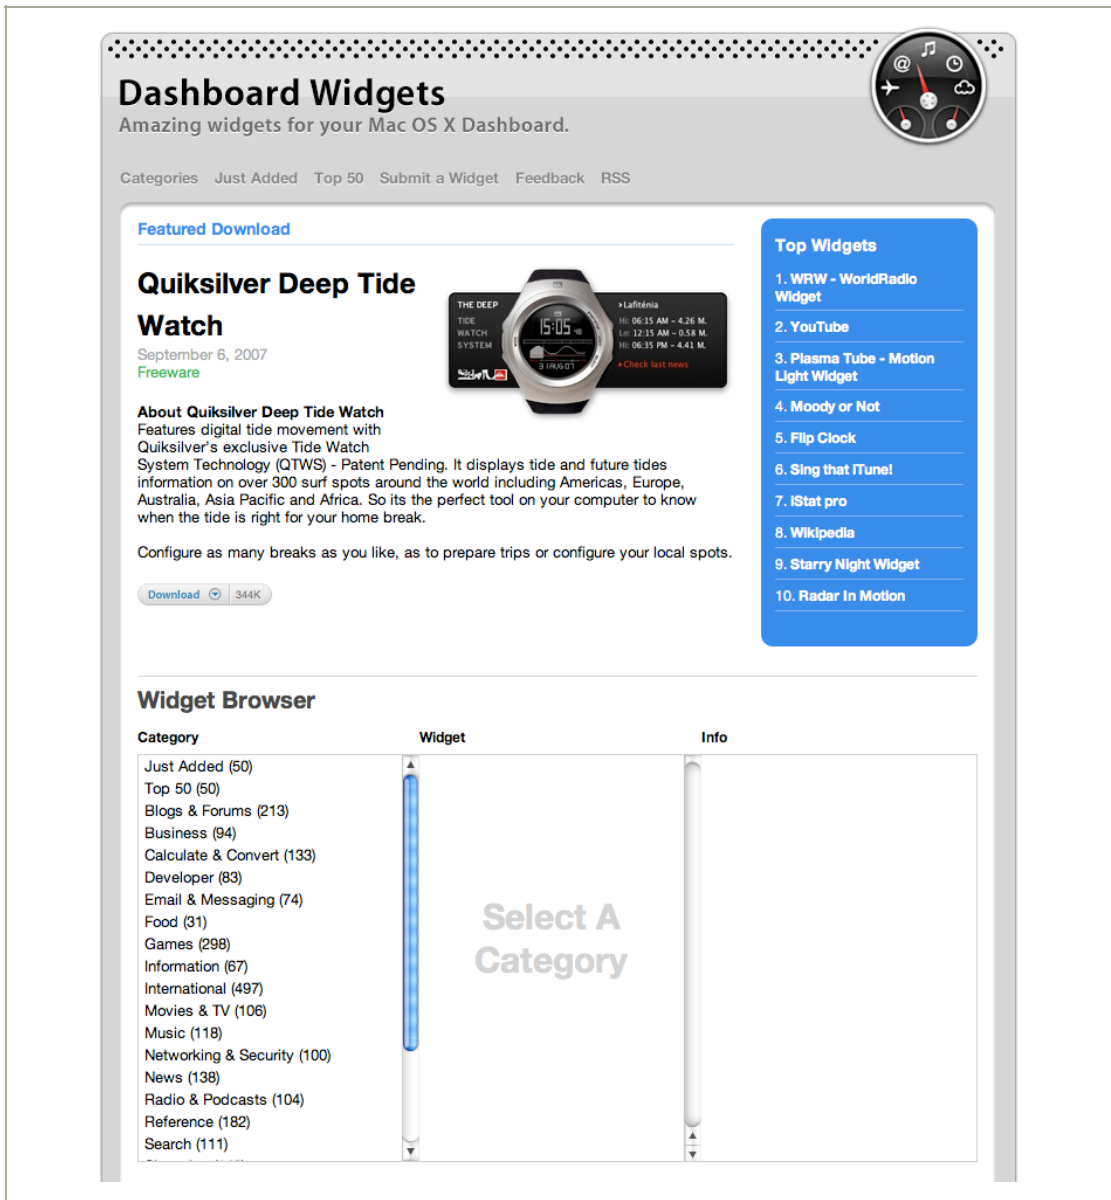 Dashboard Widgets
Amazing widgets for your Mac OS X Dashboard.
Categories Just Added Top 50 Submit a Widget Feedback RSS
Featured Download
Quiksilver Deep Tide
Watch
September 6, 2007
Freeware
THE DEEP
TIDE
WATCH
SYSTEM
15:05 48
31AUG07
›Lafiténia
Hi: 06:15 AM – 4.26 M.
Lo: 12:15 AM – 0.58 M.
Hi: 06:35 PM – 4.41 M.
›Check last news
About Quiksilver Deep Tide Watch
Features digital tide movement with
Quiksilver's exclusive Tide Watch
System Technology (QTWS) - Patent Pending. It displays tide and future tides
information on over 300 surf spots around the world including Americas, Europe,
Australia, Asia Pacific and Africa. So its the perfect tool on your computer to know
when the tide is right for your home break.
Configure as many breaks as you like, as to prepare trips or configure your local spots.
Download 344K
Top Widgets
1. WRW - WorldRadio
Widget
2. YouTube
3. Plasma Tube - Motion
Light Widget
4. Moody or Not
5. Flip Clock
6. Sing that iTune!
7. iStat pro
8. Wikipedia
9. Starry Night Widget
10. Radar In Motion
Widget Browser
Category
Just Added (50)
Top 50 (50)
Blogs & Forums (213)
Business (94)
Calculate & Convert (133)
Developer (83)
Email & Messaging (74)
Food (31)
Games (298)
Information (67)
International (497)
Movies & TV (106)
Music (118)
Networking & Security (100)
News (138)
Radio & Podcasts (104)
Reference (182)
Search (111)
Widget
Select A
Category
Info